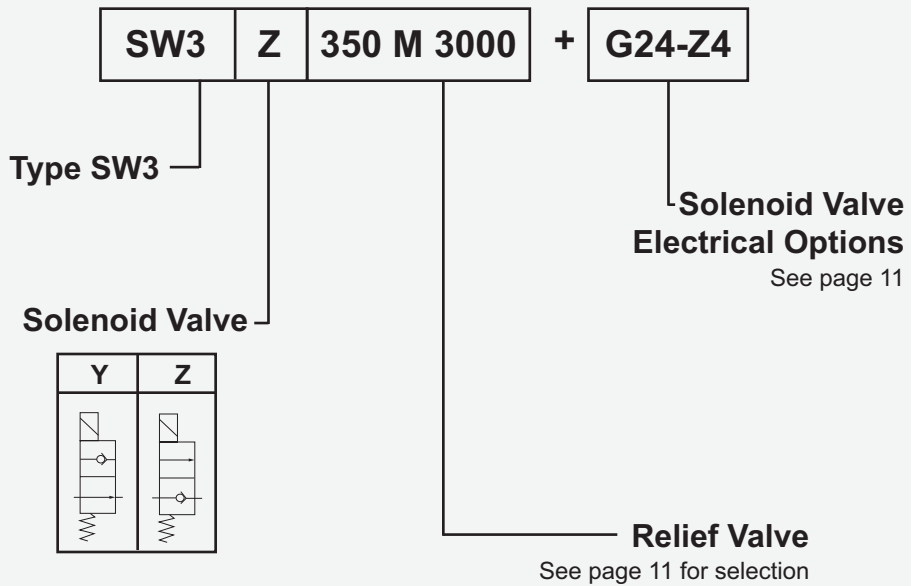 SW3 Z 350 M 3000 + G24-Z4
Type SW3
Solenoid Valve
Electrical Options
See page 11
Solenoid Valve
Y Z
Relief Valve
See page 11 for selection